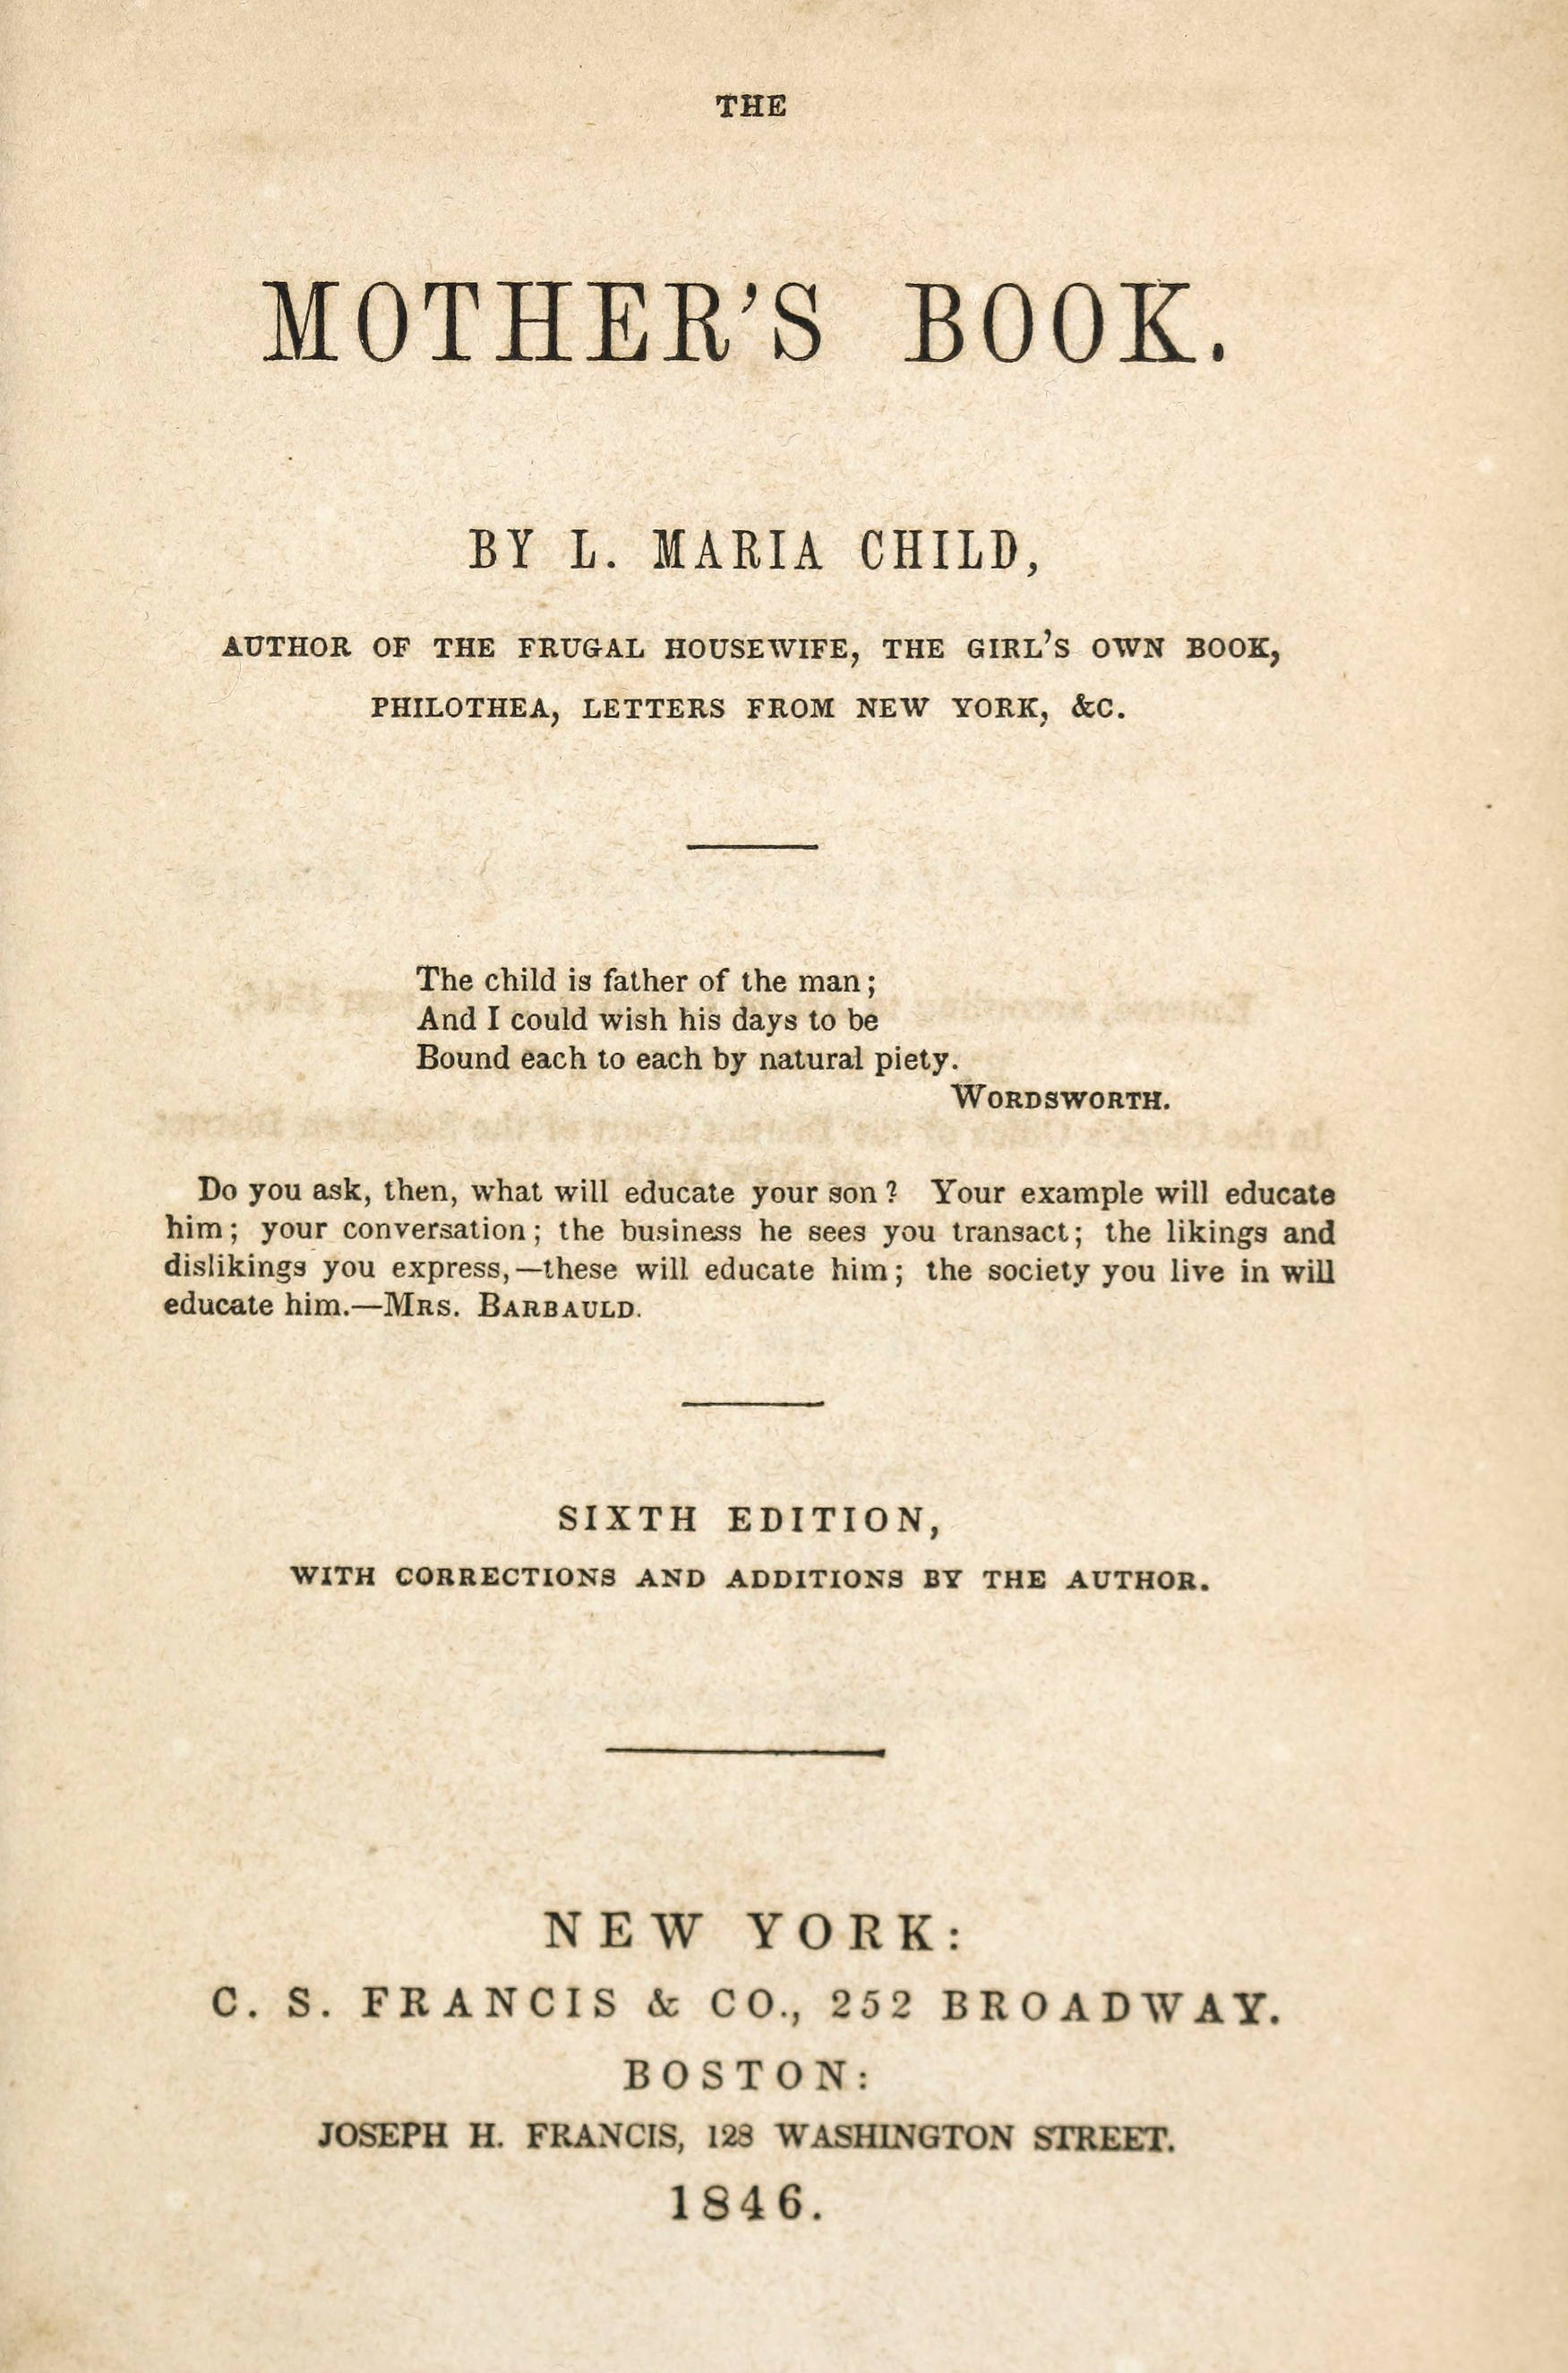 THE
MOTHER'S BOOK.
BY L. MARIA CHILD,
AUTHOR OF THE FRUGAL HOUSEWIFE, THE GIRL'S OWN BOOK,
PHILOTHEA, LETTERS FROM NEW YORK, &C.
The child is father of the man;
And I could wish his days to be
Bound each to each by natural piety.
WORDSWORTH.
Do you ask, then, what will educate your son? Your example will educate
him; your conversation; the business he sees you transact; the likings and
dislikings you express,—these will educate him; the society you live in will
educate him.—MRS. BARBAULD.
SIXTH EDITION,
WITH CORRECTIONS AND ADDITIONS BY THE AUTHOR.
NEW YORK:
C. S. FRANCIS & CO., 252 BROADWAY.
BOSTON:
JOSEPH H. FRANCIS, 128 WASHINGTON STREET.
1846.